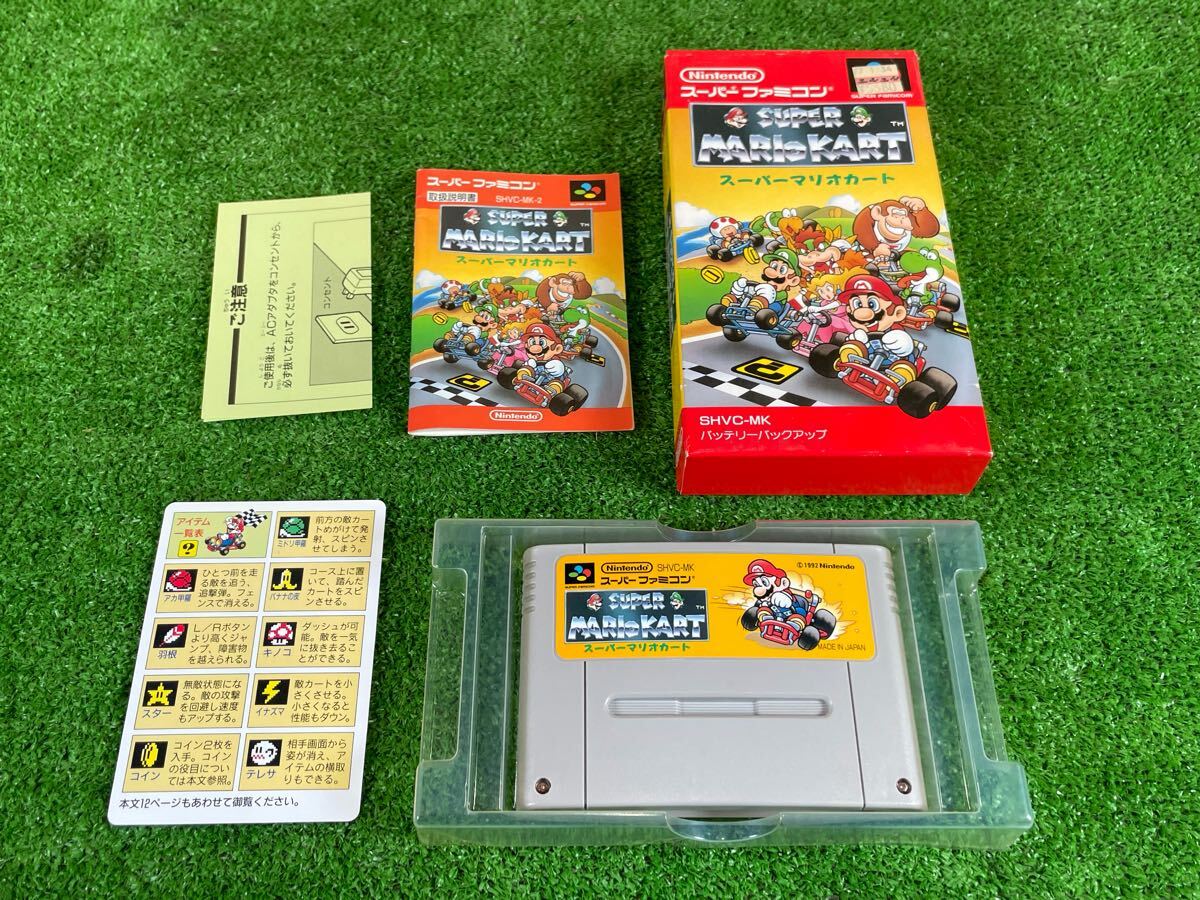 ご注意
ご使用後は、ACアダプタをコンセントから、
必ず抜いておいてください。
コンセント
スーパーファミコン
取扱説明書
SHVC-MK-2
SUPER FAMICOM
SUPER
MARIO KART
TM
スーパーマリオカート
Nintendo
Nintendo
スーパーファミコン
SUPER FAMICOM
SUPER
MARIO KART
TM
スーパーマリオカート
SHVC-MK
バッテリーバックアップ
アイテム
一覧表
?
ミドリ甲羅
前方の敵カー
トめがけて発
射、スピンさ
せてしまう。
アカ甲羅
ひとつ前を走
る敵を追う、
追撃弾。フェ
ンスで消える。
バナナの皮
コース上に置
いて、踏んだ
カートをスピ
ンさせる。
羽根
L/Rボタン
より高くジャ
ンプ、障害物
を越えられる。
キノコ
ダッシュが可
能。敵を一気
に抜き去るこ
とができる。
スター
無敵状態にな
る。敵の攻撃
を回避し速度
もアップする。
イナズマ
敵カートを小
さくさせる。
小さくなると
性能もダウン。
コイン
コイン2枚を
入手。コイン
の役目につい
ては本文参照。
テレサ
相手画面から
姿が消え、ア
イテムの横取
りもできる。
本文12ページもあわせて御覧ください。
SUPER FAMICOM
Nintendo
SHVC-MK
スーパーファミコン
SUPER
MARIO KART
TM
スーパーマリオカート
©1992 Nintendo
MADE IN JAPAN